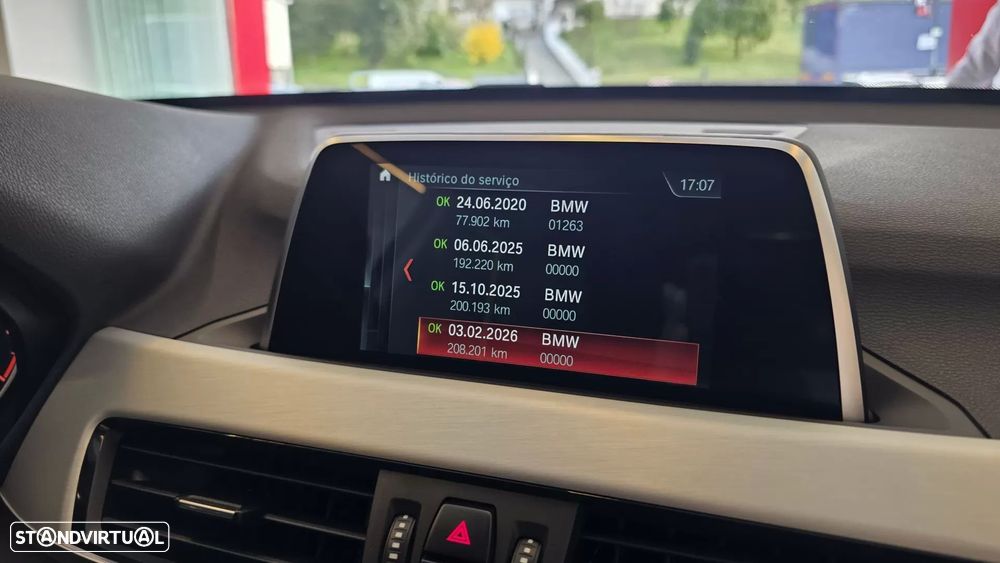 Histórico do serviço 17:07
OK 24.06.2020 BMW
77.902 km 01263
OK 06.06.2025 BMW
192.220 km 00000
OK 15.10.2025 BMW
200.193 km 00000
OK 03.02.2026 BMW
208.201 km 00000
STANDVIRTUAL